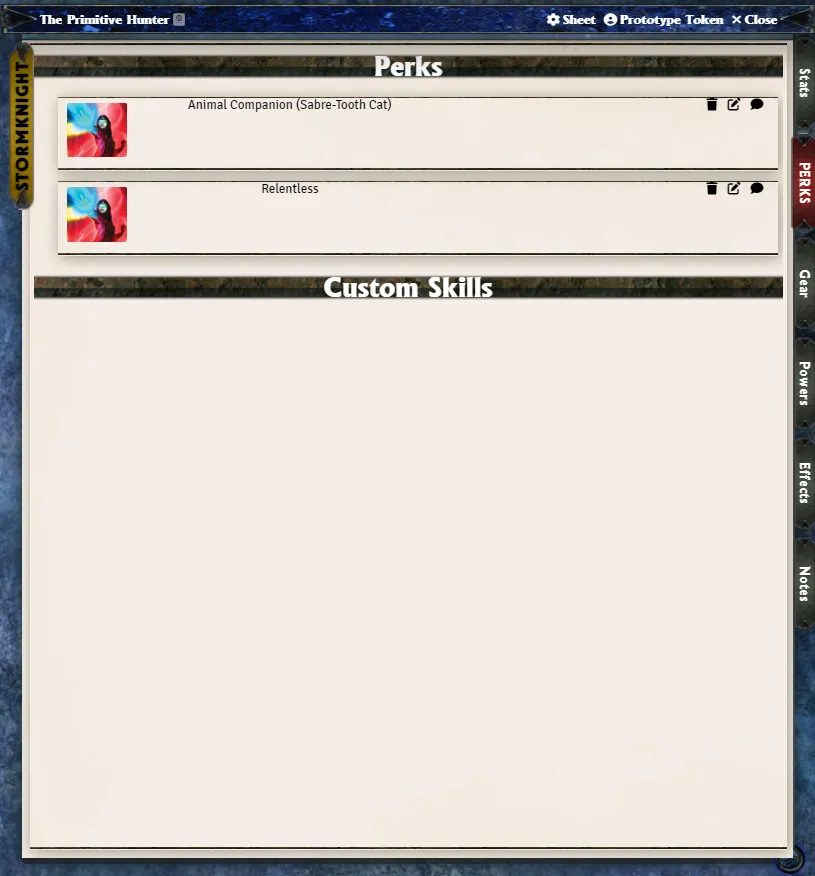 The Primitive Hunter
Sheet Prototype Token Close
STORMKNIGHT
Perks
Animal Companion (Sabre-Tooth Cat)
Relentless
Custom Skills
Stats
PERKS
Gear
Powers
Effects
Notes